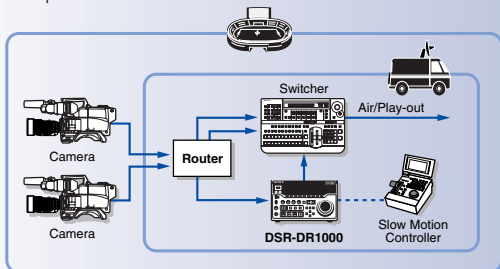 Switcher
Air/Play-out
Camera
Router
Camera
DSR-DR1000
Slow Motion
Controller